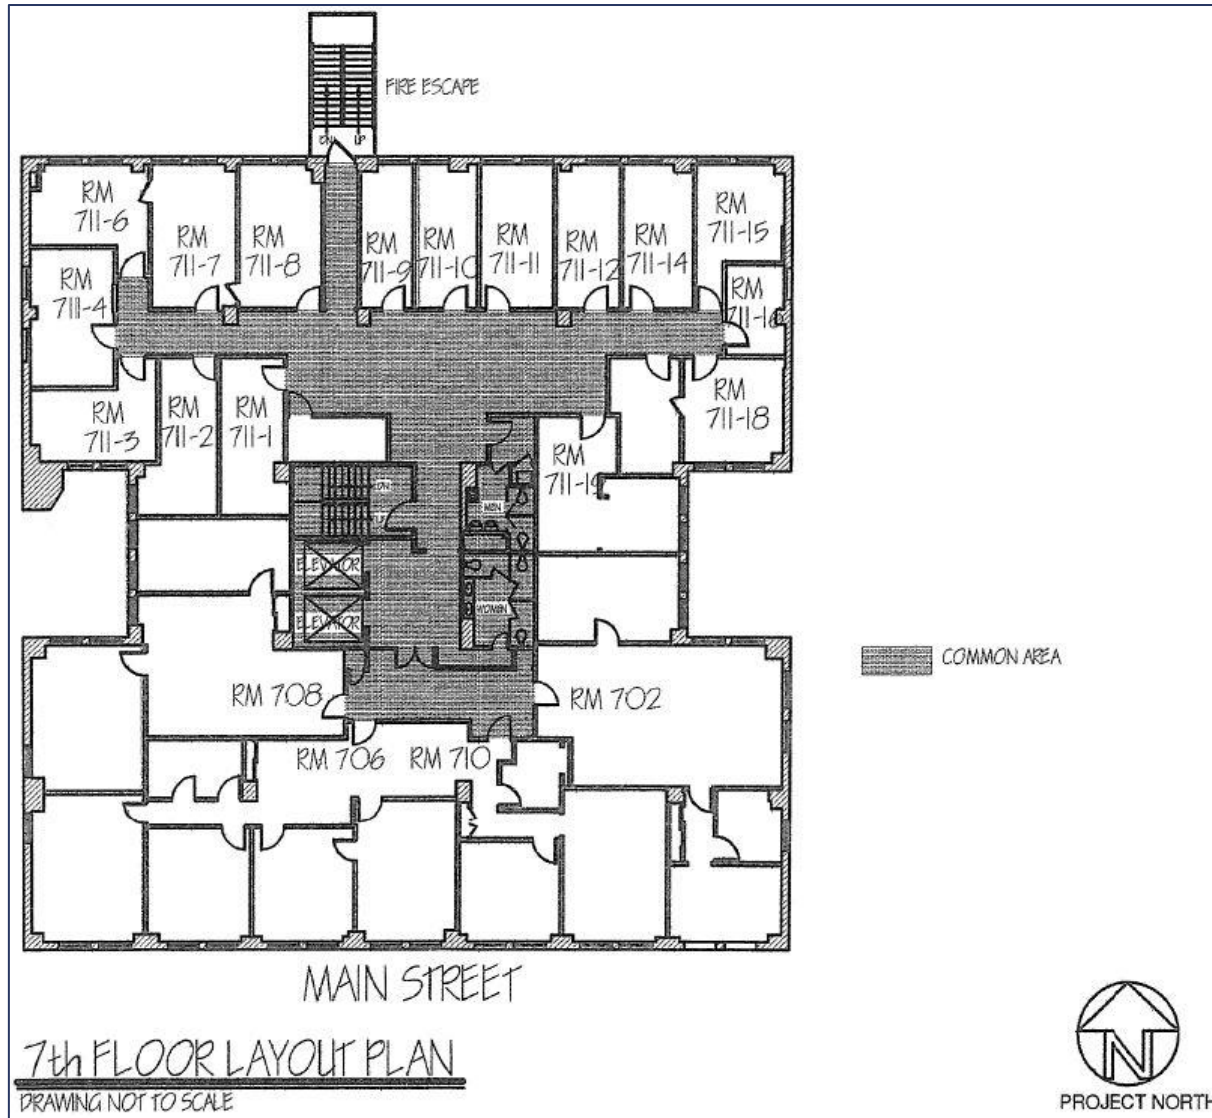 FIRE ESCAPE
DN UP
RM
711-6
RM
711-7
RM
711-8
RM
711-9
RM
711-10
RM
711-11
RM
711-12
RM
711-14
RM
711-15
RM
711-4
RM
711-16
RM
711-3
RM
711-2
RM
711-1
RM
711-18
RM
711-19
DN
UP
MEN
ELEVATOR
ELEVATOR
WOMEN
COMMON AREA
RM 708
RM 702
RM 706
RM 710
MAIN STREET
7th FLOOR LAYOUT PLAN
DRAWING NOT TO SCALE
N
PROJECT NORTH